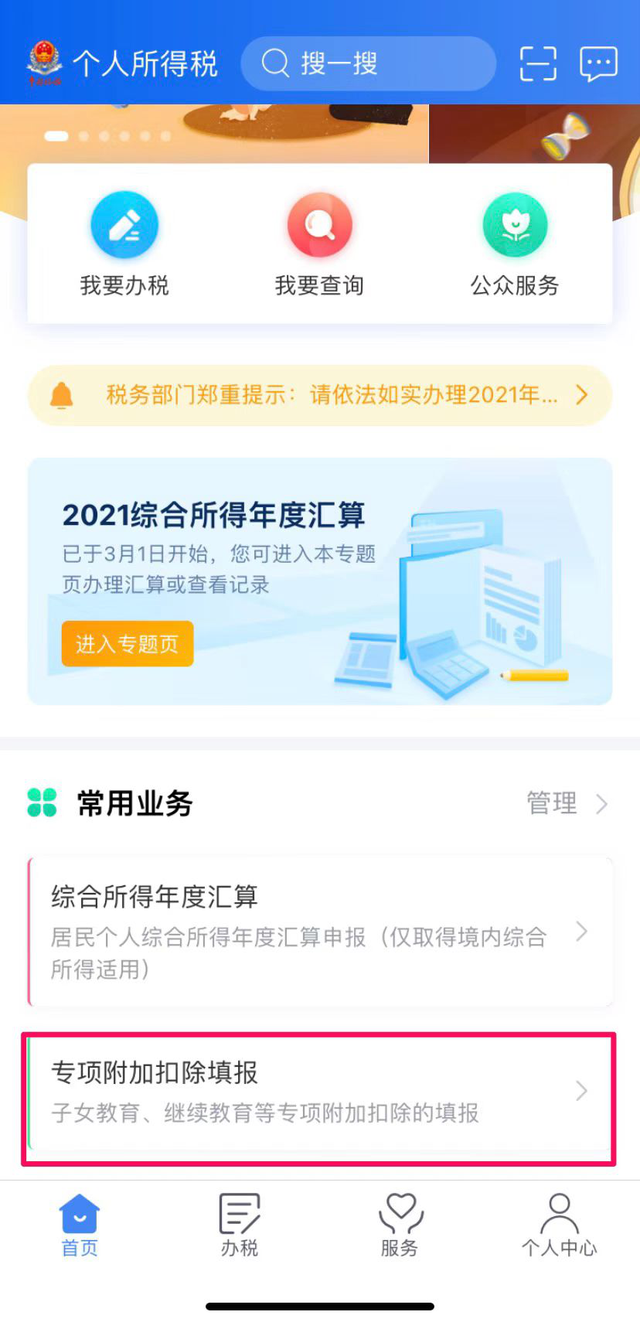 个人所得税
搜一搜
我要办税
我要查询
公众服务
税务部门郑重提示：请依法如实办理2021年...
2021综合所得年度汇算
已于3月1日开始，您可进入本专题
页办理汇算或查看记录
进入专题页
常用业务
管理
综合所得年度汇算
居民个人综合所得年度汇算申报（仅取得境内综合
所得适用）
专项附加扣除填报
子女教育、继续教育等专项附加扣除的填报
首页
办税
服务
个人中心